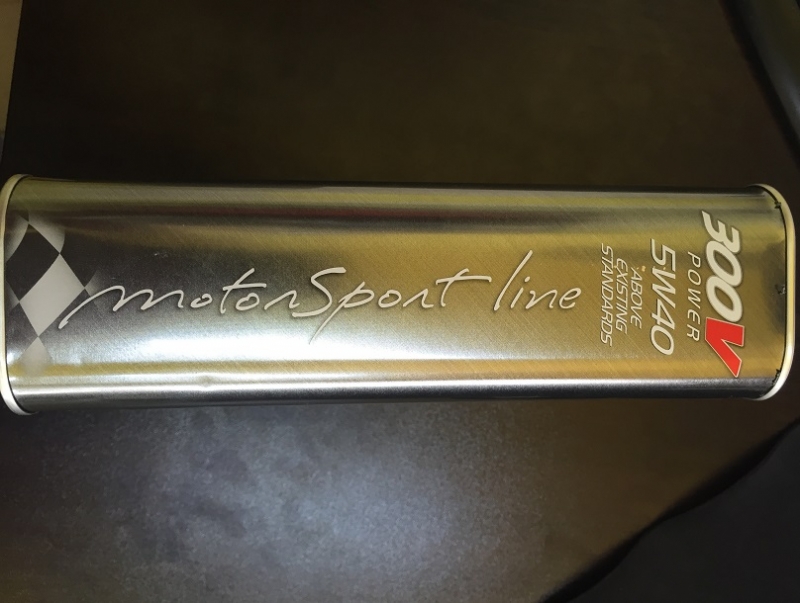 300V
POWER
5W40
"ABOVE
EXISTING
STANDARDS
motorSport line